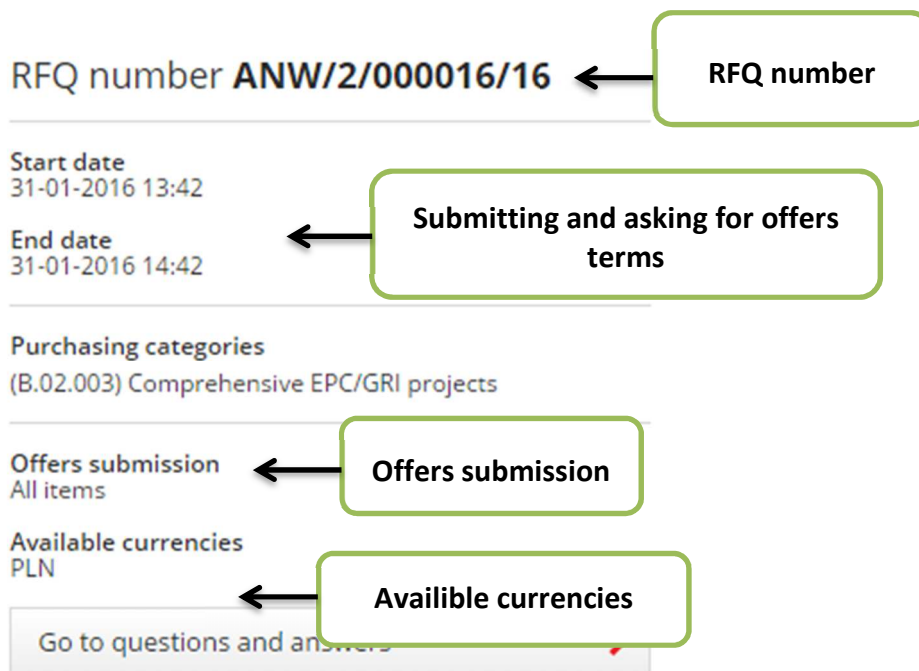 RFQ number ANW/2/000016/16
RFQ number
Start date
31-01-2016 13:42
End date
31-01-2016 14:42
Submitting and asking for offers
terms
Purchasing categories
(B.02.003) Comprehensive EPC/GRI projects
Offers submission
All items
Offers submission
Available currencies
PLN
Availible currencies
Go to questions and answers